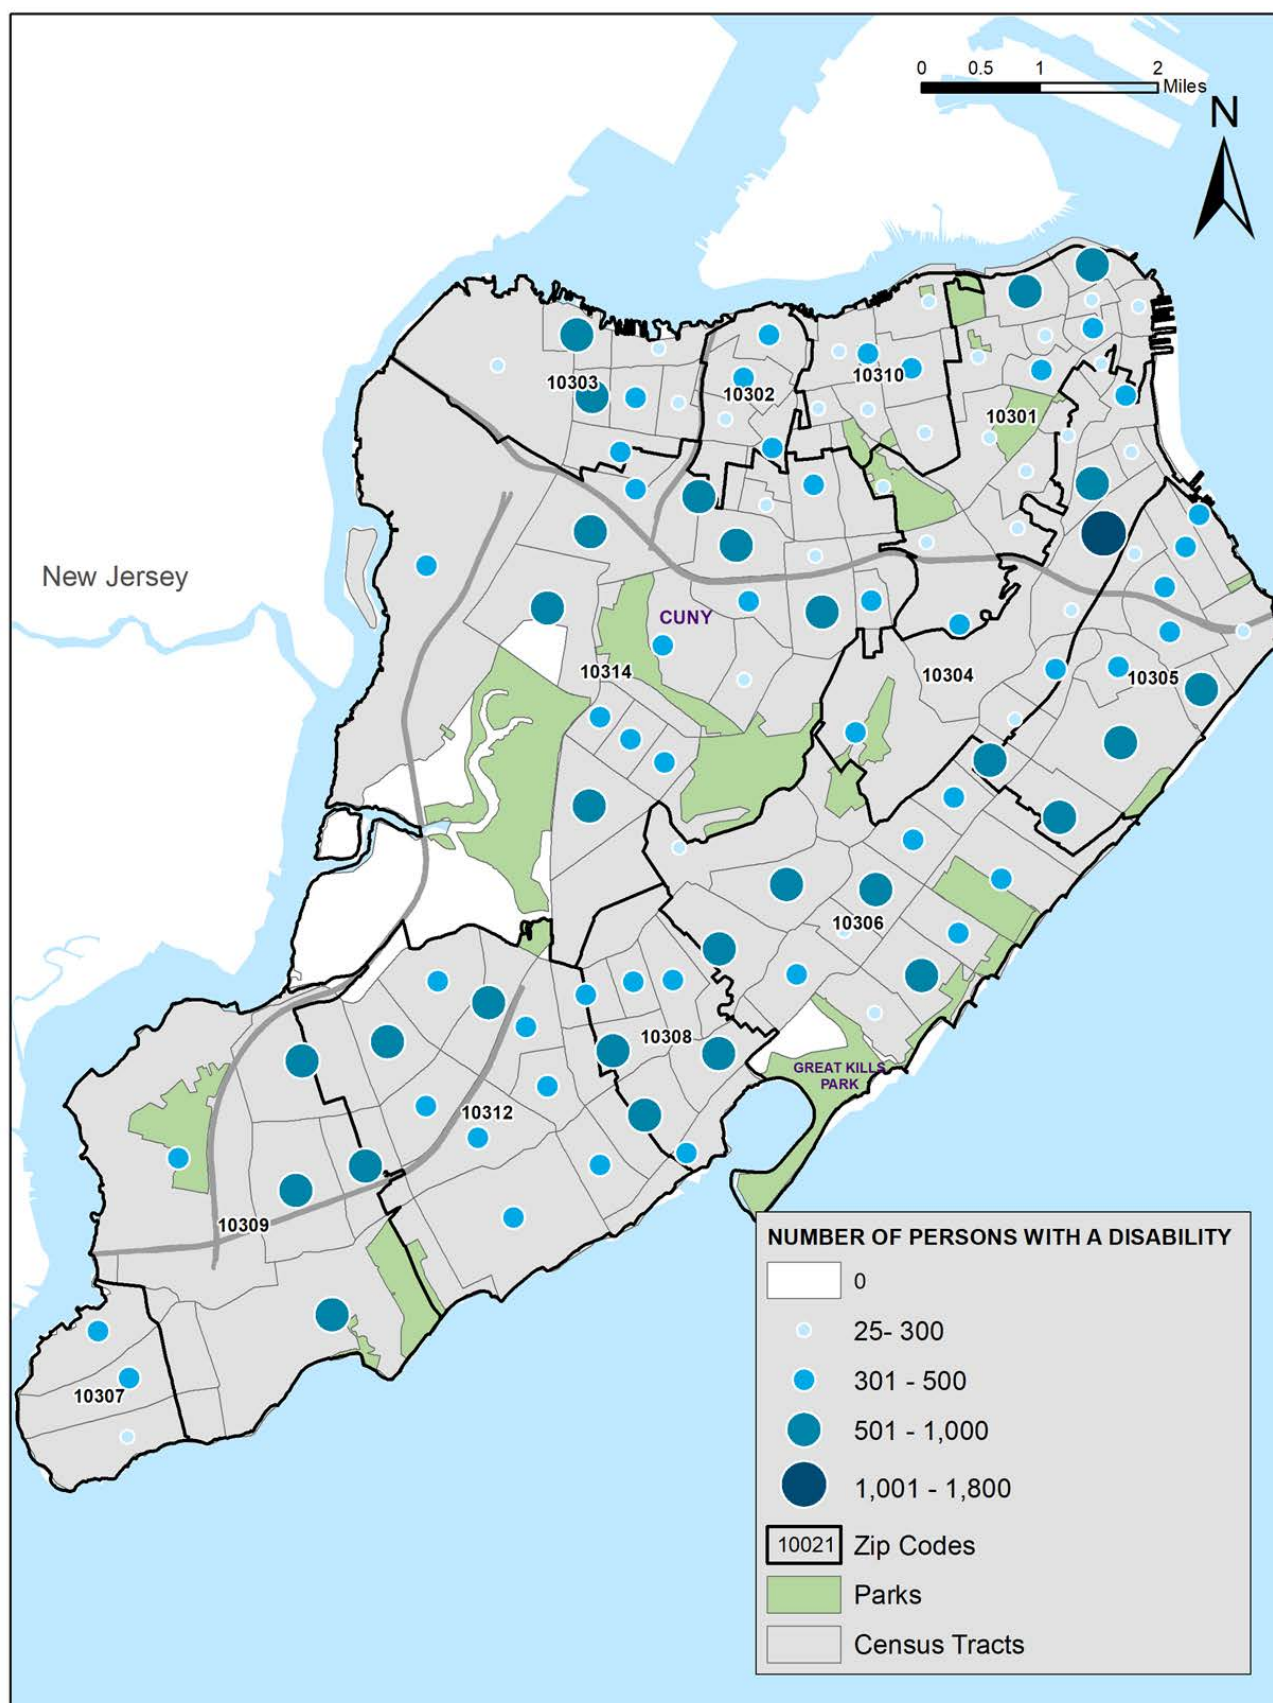 0 0.5 1 2
Miles
N
10303
10302
10310
10301
New Jersey
CUNY
10314
10304
10305
10306
10308
GREAT KILLS
PARK
10312
10309
10307
NUMBER OF PERSONS WITH A DISABILITY
0
25- 300
301 - 500
501 - 1,000
1,001 - 1,800
10021 Zip Codes
Parks
Census Tracts